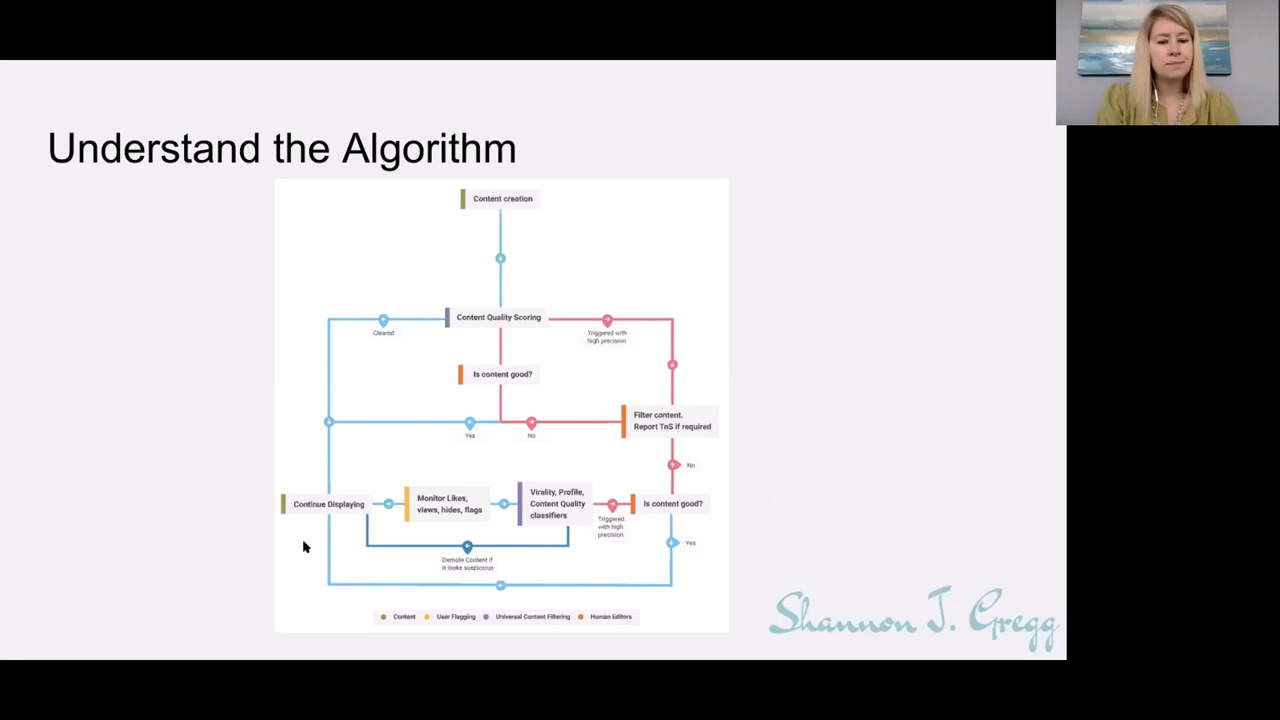 Understand the Algorithm
Content creation
Content Quality Scoring
Cleared
Triggered with
high precision
Is content good?
Filter content.
Report TnS if required
Yes
No
No
Continue Displaying
Monitor Likes,
views, hides, flags
Virality, Profile,
Content Quality
classifiers
Triggered
with high
precision
Is content good?
Yes
Demote Content if
it looks suspicious
Content
User Flagging
Universal Content Filtering
Human Editors
Shannon J. Gregg